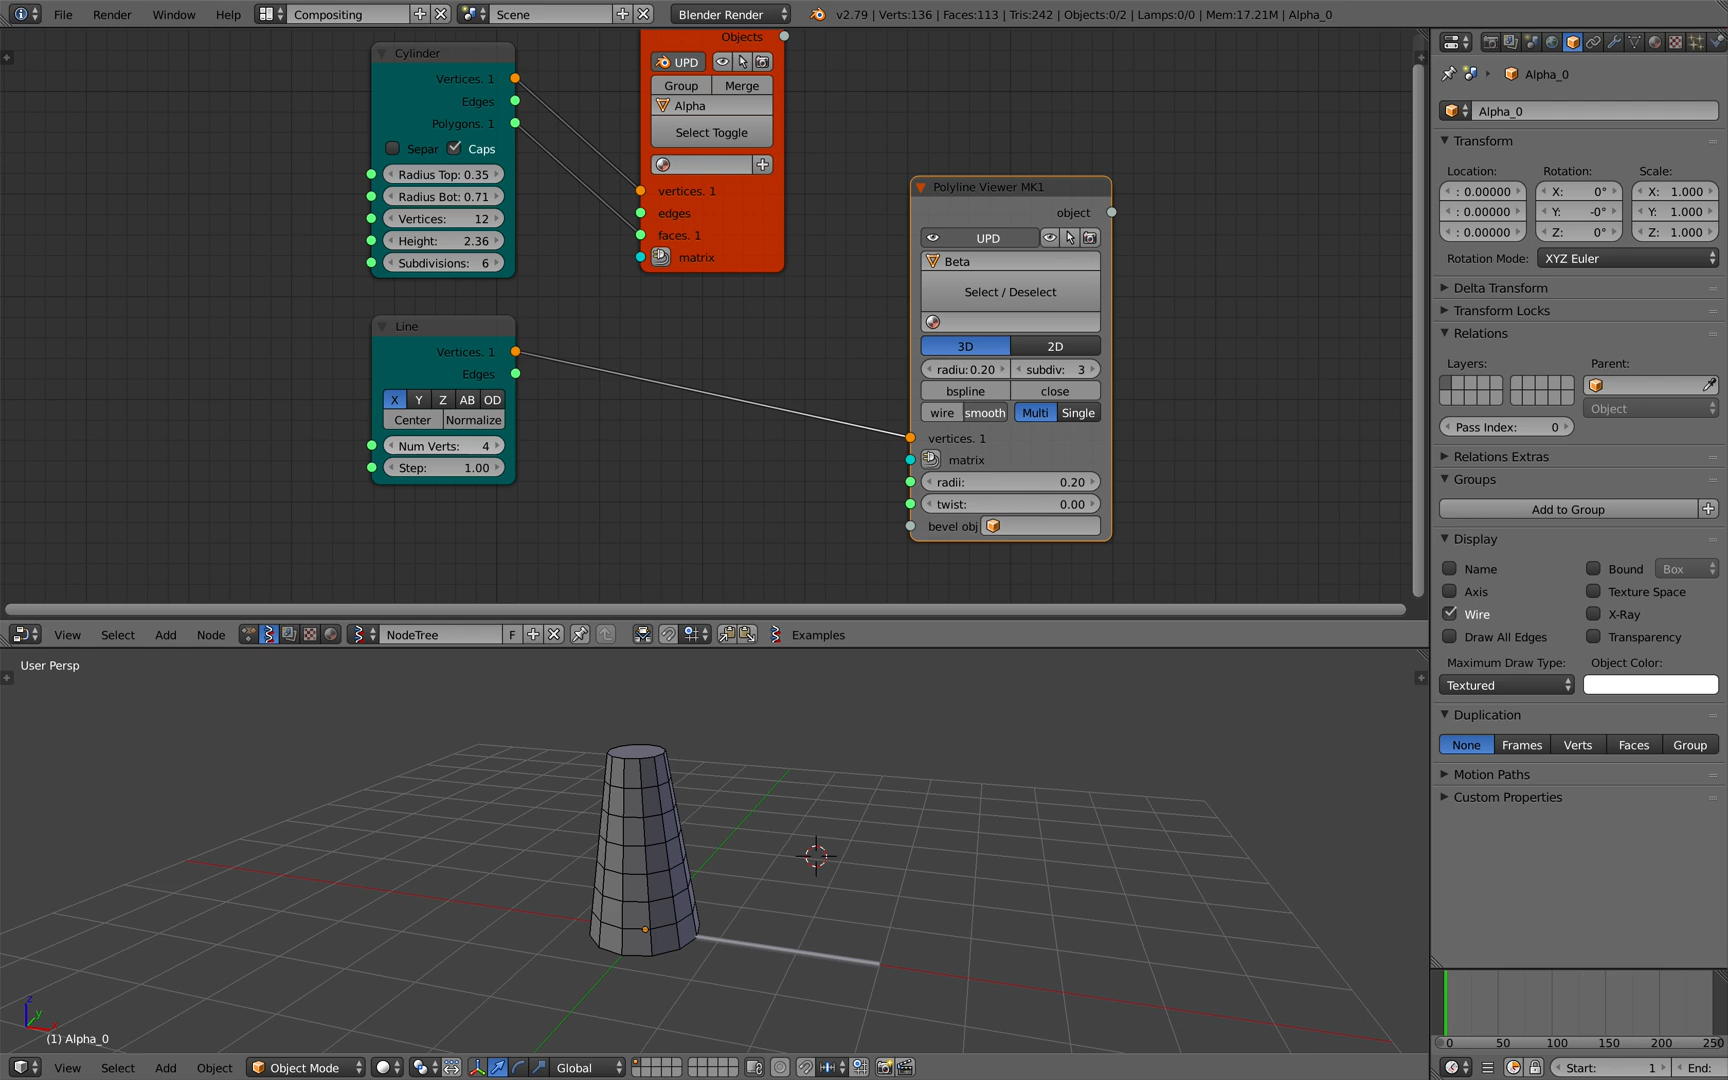 File Render Window Help Compositing Scene Blender Render v2.79 | Verts:136 | Faces:113 | Tris:242 | Objects:0/2 | Lamps:0/0 | Mem:17.21M | Alpha_0
Cylinder
Vertices. 1
Edges
Polygons. 1
Separ Caps
Radius Top: 0.35
Radius Bot: 0.71
Vertices: 12
Height: 2.36
Subdivisions: 6
Objects
UPD
Group Merge
Alpha
Select Toggle
vertices. 1
edges
faces. 1
matrix
Line
Vertices. 1
Edges
X Y Z AB OD
Center Normalize
Num Verts: 4
Step: 1.00
Polyline Viewer MK1
object
UPD
Beta
Select / Deselect
3D 2D
radiu: 0.20 subdiv: 3
bspline close
wire smooth Multi Single
vertices. 1
matrix
radii: 0.20
twist: 0.00
bevel obj
View Select Add Node NodeTree F Examples
User Persp
z
y
x
(1) Alpha_0
View Select Add Object Object Mode Global
Alpha_0
Alpha_0
Transform
Location: Rotation: Scale:
: 0.00000 X: 0° X: 1.000
: 0.00000 Y: -0° Y: 1.000
: 0.00000 Z: 0° Z: 1.000
Rotation Mode: XYZ Euler
Delta Transform
Transform Locks
Relations
Layers: Parent:
Object
Pass Index: 0
Relations Extras
Groups
Add to Group
Display
Name Bound Box
Axis Texture Space
Wire X-Ray
Draw All Edges Transparency
Maximum Draw Type: Object Color:
Textured
Duplication
None Frames Verts Faces Group
Motion Paths
Custom Properties
0 50 100 150 200 250
Start: 1 End: